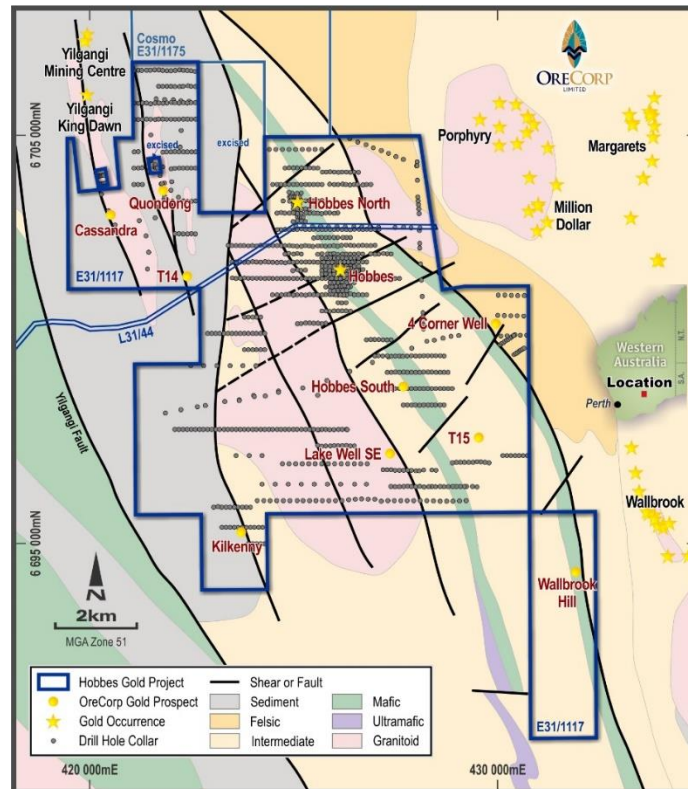 Cosmo
E31/1175
Yilgangi
Mining Centre
Yilgangi
King Dawn
ORECORP
LIMITED
6 705 000mN
excised
excised
Porphyry
Margarets
Quondong
Hobbes North
Million
Dollar
Cassandra
T14
Hobbes
E31/1117
L31/44
4 Corner Well
Western
Australia
N.T.
S.A.
Location
Perth
Yilgangi Fault
Hobbes South
T15
Lake Well SE
Wallbrook
Kilkenny
6 695 000mN
Wallbrook
Hill
N
2km
MGA Zone 51
Hobbes Gold Project
OreCorp Gold Prospect
Gold Occurrence
Drill Hole Collar
Shear or Fault
Sediment
Felsic
Intermediate
Mafic
Ultramafic
Granitoid
E31/1117
420 000mE
430 000mE